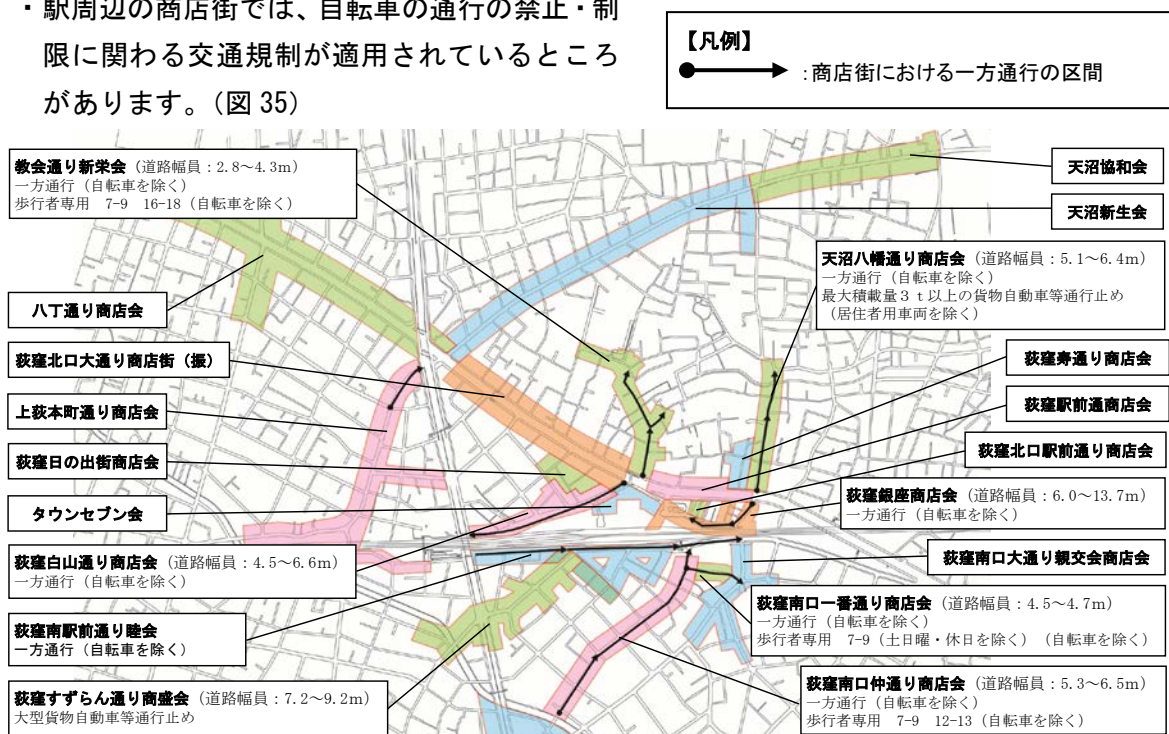 ・駅周辺の商店街では、自転車の通行の禁止・制
限に関わる交通規制が適用されているところ
があります。（図 35）
【凡例】
:商店街における一方通行の区間
教会通り新栄会（道路幅員：2.8～4.3m）
一方通行（自転車を除く）
歩行者専用 7-9 16-18（自転車を除く）
八丁通り商店会
荻窪北口大通り商店街（振）
上荻本町通り商店会
荻窪日の出街商店会
タウンセブン会
荻窪白山通り商店会（道路幅員：4.5～6.6m）
一方通行（自転車を除く）
荻窪南駅前通り睦会
一方通行（自転車を除く）
荻窪すずらん通り商盛会（道路幅員：7.2～9.2m）
大型貨物自動車等通行止め
天沼協和会
天沼新生会
天沼八幡通り商店会（道路幅員：5.1～6.4m）
一方通行（自転車を除く）
最大積載量３ｔ以上の貨物自動車等通行止め
（居住者用車両を除く）
荻窪寿通り商店会
荻窪駅前通商店会
荻窪北口駅前通り商店会
荻窪銀座商店会（道路幅員：6.0～13.7m）
一方通行（自転車を除く）
荻窪南口大通り親交会商店会
荻窪南口一番通り商店会（道路幅員：4.5～4.7m）
一方通行（自転車を除く）
歩行者専用 7-9（土日曜・休日を除く）（自転車を除く）
荻窪南口仲通り商店会（道路幅員：5.3～6.5m）
一方通行（自転車を除く）
歩行者専用 7-9 12-13（自転車を除く）